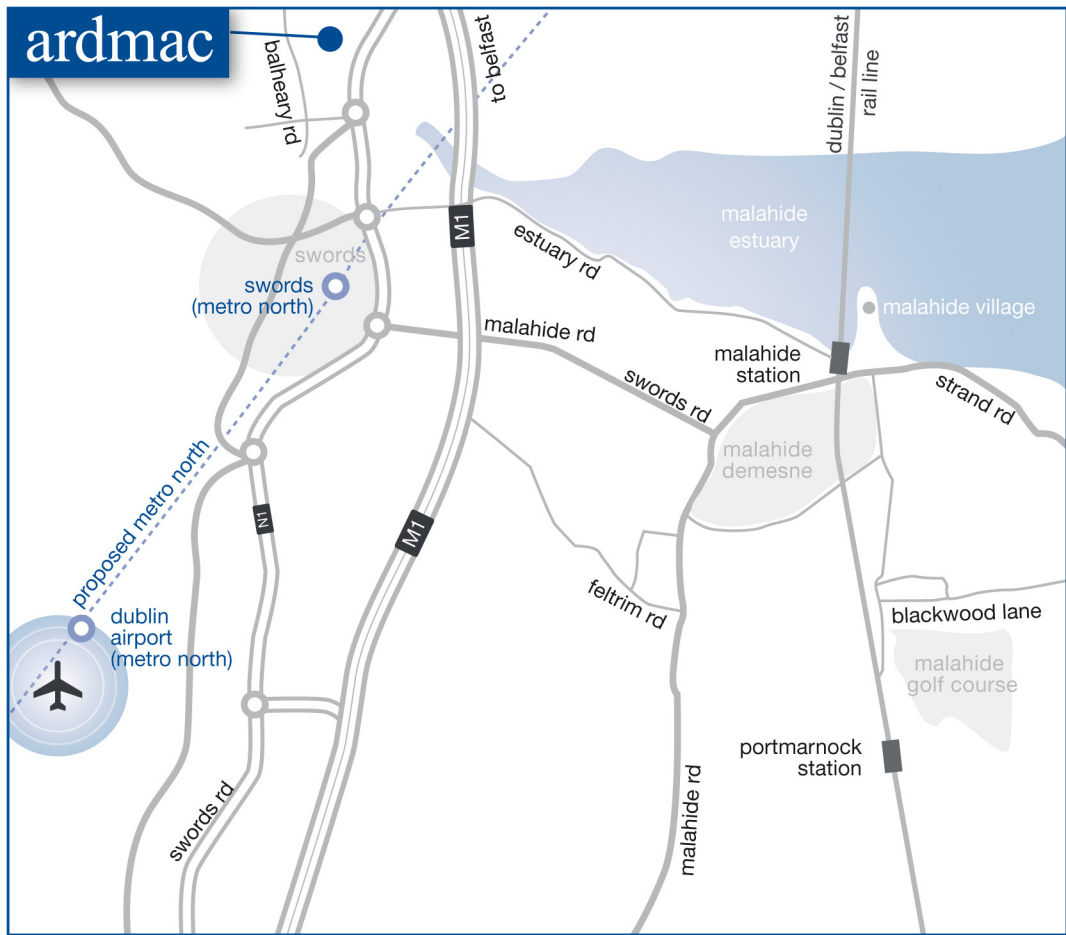 ardmac
balheary rd
to belfast
dublin / belfast
rail line
malahide
estuary
swords
swords
(metro north)
M1
estuary rd
malahide village
malahide rd
malahide
station
swords rd
strand rd
malahide
demesne
proposed metro north
N1
M1
feltrim rd
dublin
airport
(metro north)
blackwood lane
malahide
golf course
portmarnock
station
swords rd
malahide rd